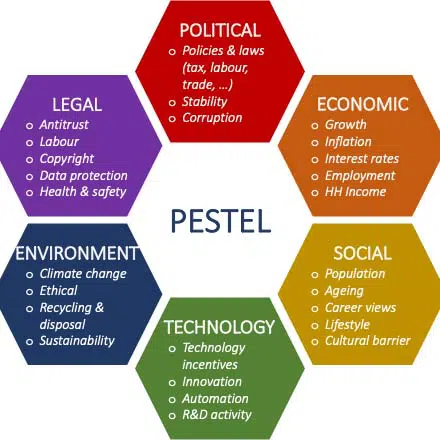 POLITICAL
o Policies & laws
(tax, labour,
trade, ...)
o Stability
o Corruption
LEGAL
o Antitrust
o Labour
o Copyright
o Data protection
o Health & safety
ECONOMIC
o Growth
o Inflation
o Interest rates
o Employment
o HH Income
PESTEL
ENVIRONMENT
o Climate change
o Ethical
o Recycling &
disposal
o Sustainability
SOCIAL
o Population
o Ageing
o Career views
o Lifestyle
o Cultural barrier
TECHNOLOGY
o Technology
incentives
o Innovation
o Automation
o R&D activity